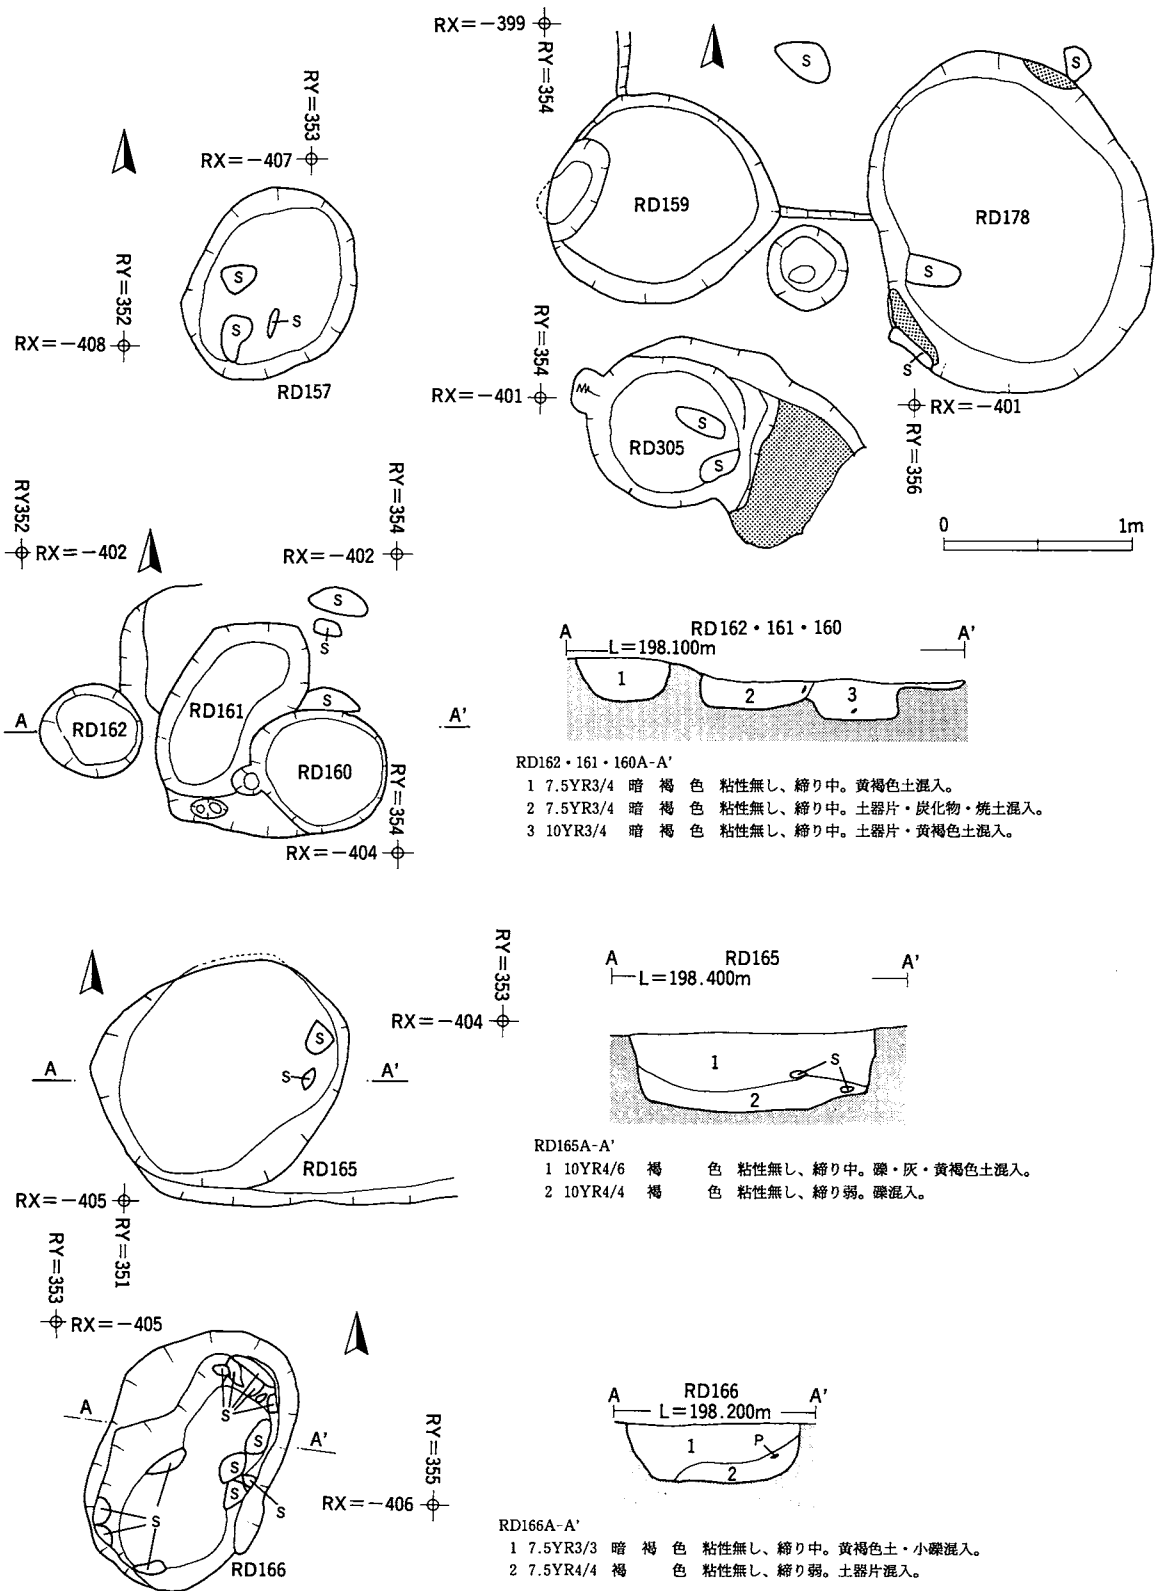 RX=-399
RY=354
S
S
RY=353
RX=-407
RD159
RD178
S
S
S
S
RY=352
RX=-408
RD157
RY=354
RX=-401
RD305
S
S
S
RX=-401
RY=356
0 1m
RY352
RX=-402
RY=354
RX=-402
S
S
S
A
RD162
RD161
RD160
A'
RY=354
RX=-404
RD162・161・160
A A'
L=198.100m
1
2
3
RD162・161・160A-A'
1 7.5YR3/4 暗褐色 粘性無し、締り中。黄褐色土混入。
2 7.5YR3/4 暗褐色 粘性無し、締り中。土器片・炭化物・焼土混入。
3 10YR3/4 暗褐色 粘性無し、締り中。土器片・黄褐色土混入。
RY=353
RX=-404
S
S
A A'
RD165
RX=-405
RY=351
A RD165 A'
L=198.400m
1
S
2
RD165A-A'
1 10YR4/6 褐色 粘性無し、締り中。礫・灰・黄褐色土混入。
2 10YR4/4 褐色 粘性無し、締り弱。礫混入。
RY=353
RX=-405
A
S
S
A'
S
S
S
S
RY=355
RX=-406
RD166
A RD166 A'
L=198.200m
1
P
2
RD166A-A'
1 7.5YR3/3 暗褐色 粘性無し、締り中。黄褐色土・小礫混入。
2 7.5YR4/4 褐色 粘性無し、締り弱。土器片混入。